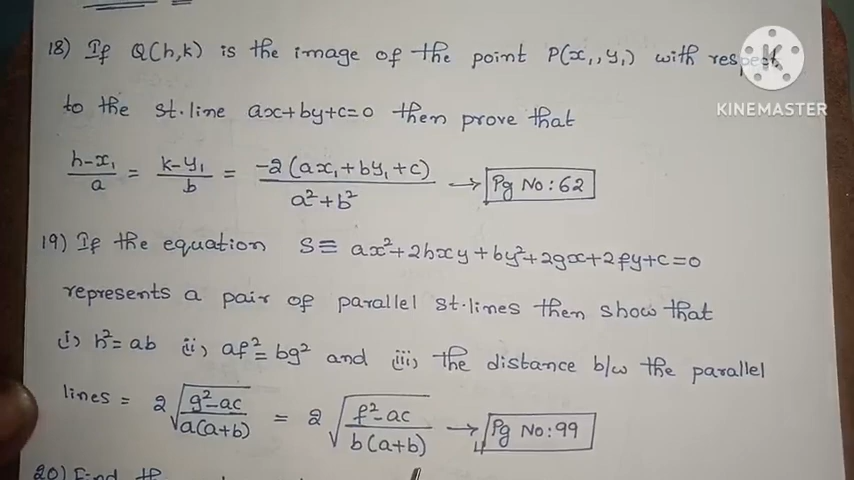 18) If Q(h,k) is the image of the point P(x₁,y₁) with respect
K
KINEMASTER
to the st.line ax+by+c=0 then prove that
h-x₁/a = k-y₁/b = -2(ax₁+by₁+c)/a²+b² → Pg No:62
19) If the equation S≡ ax²+2hxy+by²+2gx+2fy+c=0
represents a pair of parallel st.lines then show that
(i) h²=ab (ii) af²=bg² and (iii) the distance b/w the parallel
lines = 2√(g²-ac/a(a+b)) = 2√(f²-ac/b(a+b)) → Pg No:99
20) Find the